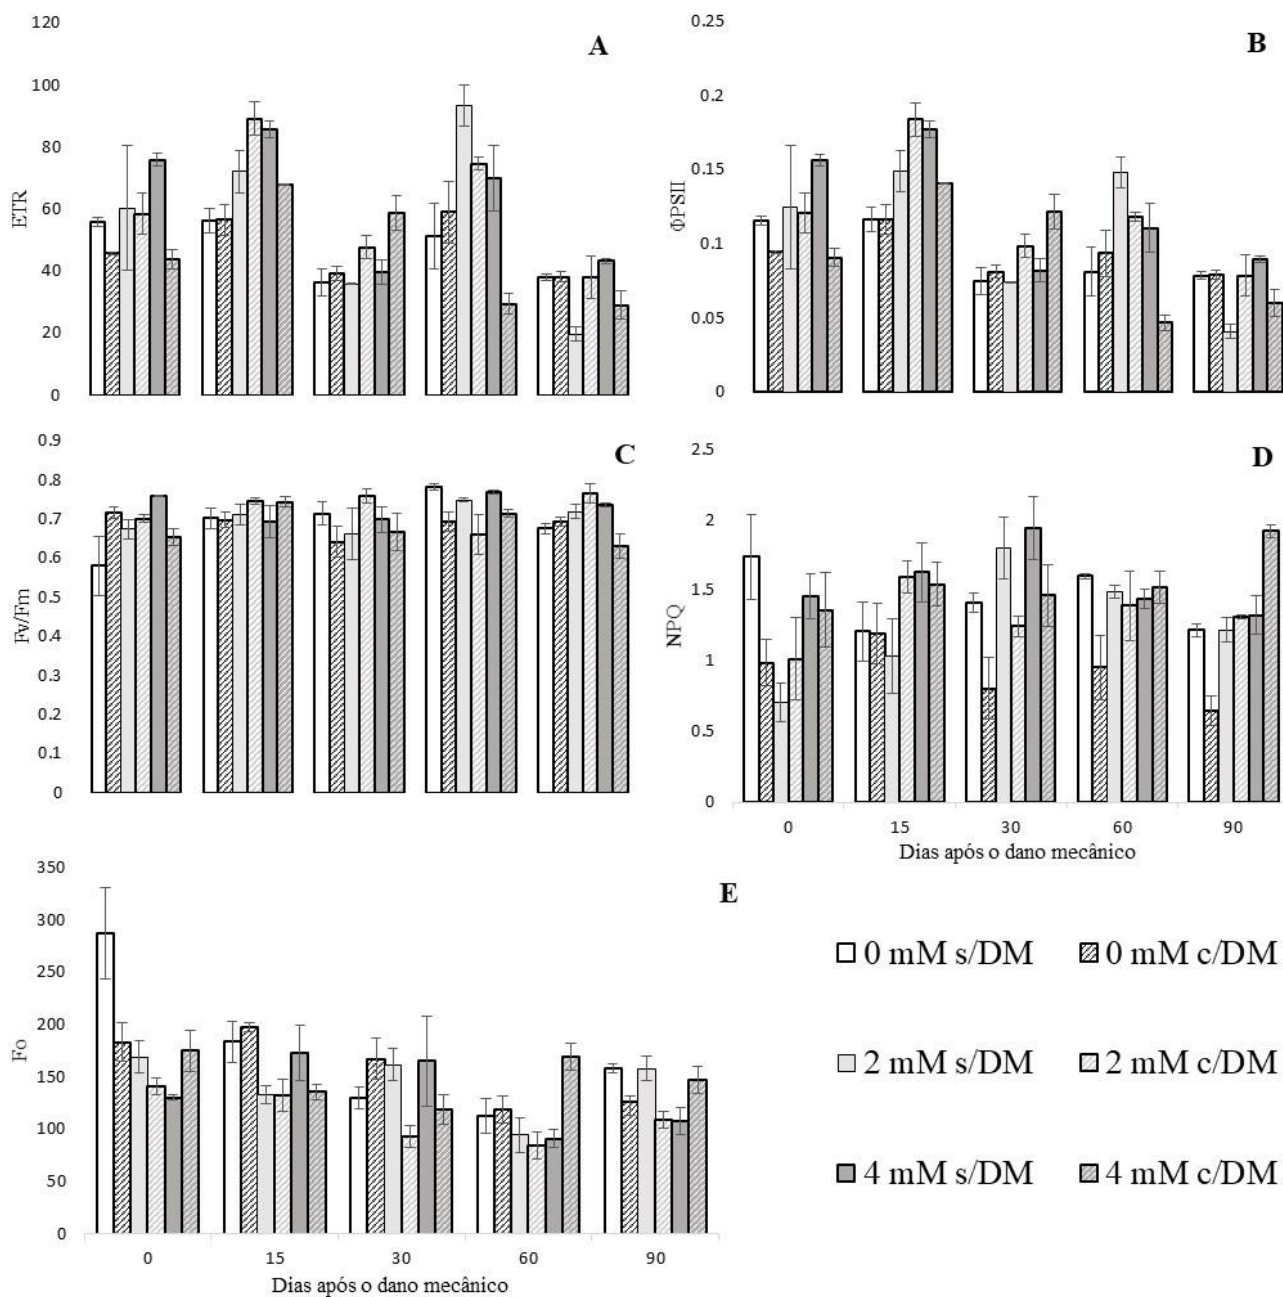 A
120
100
80
60
40
20
0
ETR
B
0.25
0.2
0.15
0.1
0.05
0
ΦPSII
C
0.9
0.8
0.7
0.6
0.5
0.4
0.3
0.2
0.1
0
Fv/Fm
D
2.5
2
1.5
1
0.5
0
NPQ
0 15 30 60 90
Dias após o dano mecânico
E
350
300
250
200
150
100
50
0
Fo
0 15 30 60 90
Dias após o dano mecânico
0 mM s/DM 0 mM c/DM
2 mM s/DM 2 mM c/DM
4 mM s/DM 4 mM c/DM